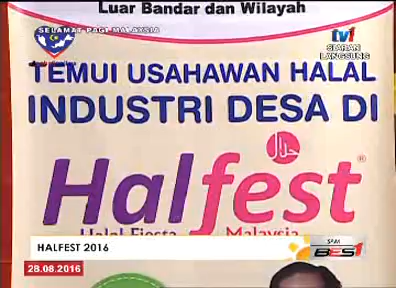 Luar Bandar dan Wilayah
SELAMAT PAGI MALAYSIA
tv1
SIARAN
LANGSUNG
TEMUI USAHAWAN HALAL
INDUSTRI DESA DI
حلال
Halfest®
Halal Fiesta Malaysia
HALFEST 2016
SPM
BES1
28.08.2016